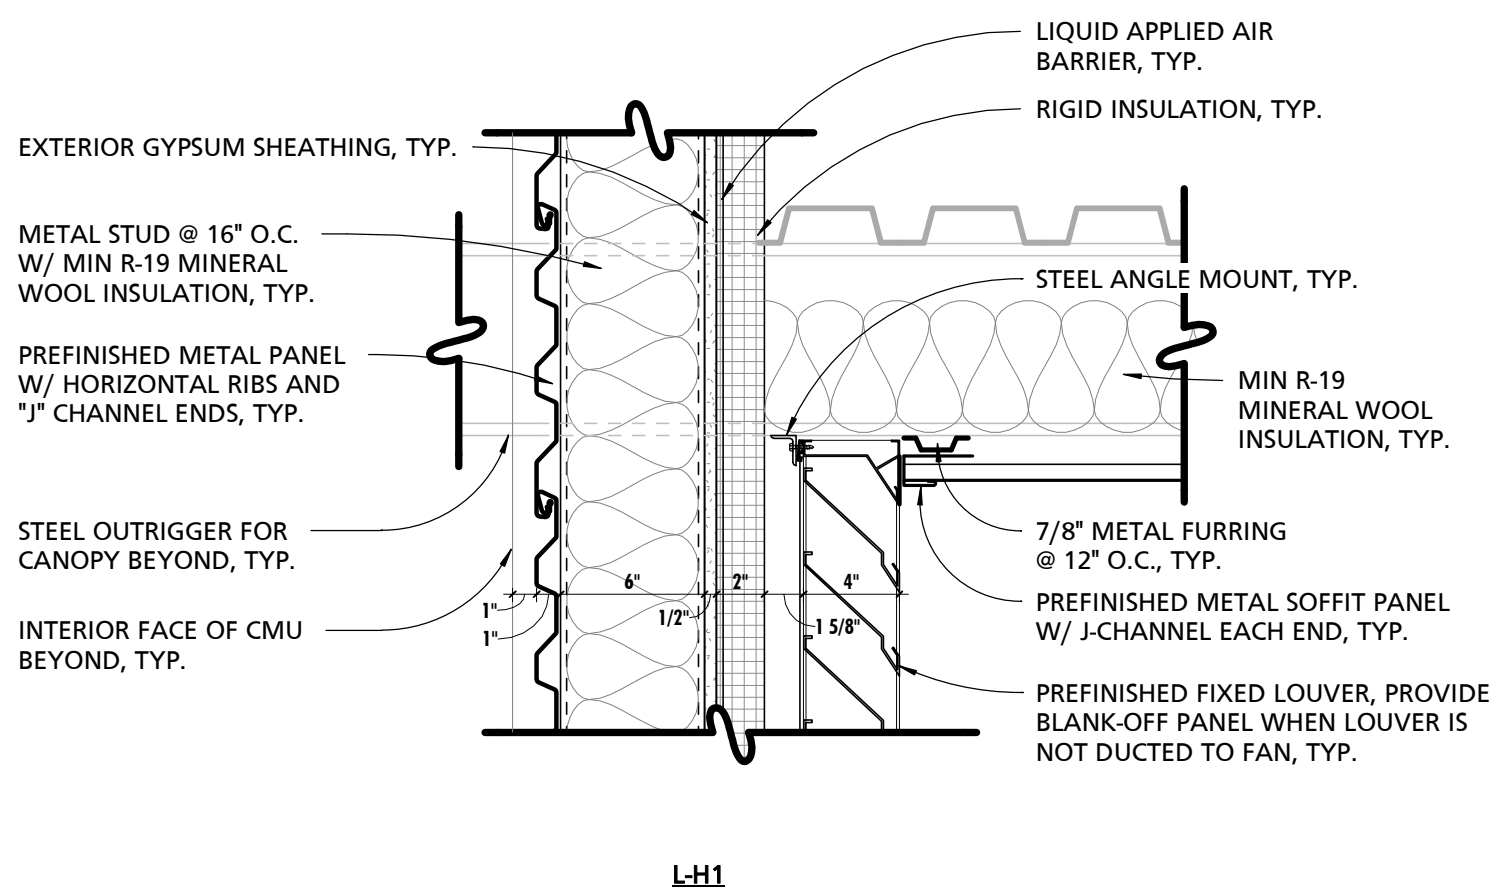 LIQUID APPLIED AIR
BARRIER, TYP.
RIGID INSULATION, TYP.
EXTERIOR GYPSUM SHEATHING, TYP.
METAL STUD @ 16" O.C.
W/ MIN R-19 MINERAL
WOOL INSULATION, TYP.
STEEL ANGLE MOUNT, TYP.
PREFINISHED METAL PANEL
W/ HORIZONTAL RIBS AND
"J" CHANNEL ENDS, TYP.
MIN R-19
MINERAL WOOL
INSULATION, TYP.
STEEL OUTRIGGER FOR
CANOPY BEYOND, TYP.
7/8" METAL FURRING
@ 12" O.C., TYP.
INTERIOR FACE OF CMU
BEYOND, TYP.
1"
1"
6"
1/2"
2"
1 5/8"
4"
PREFINISHED METAL SOFFIT PANEL
W/ J-CHANNEL EACH END, TYP.
PREFINISHED FIXED LOUVER, PROVIDE
BLANK-OFF PANEL WHEN LOUVER IS
NOT DUCTED TO FAN, TYP.
L-H1